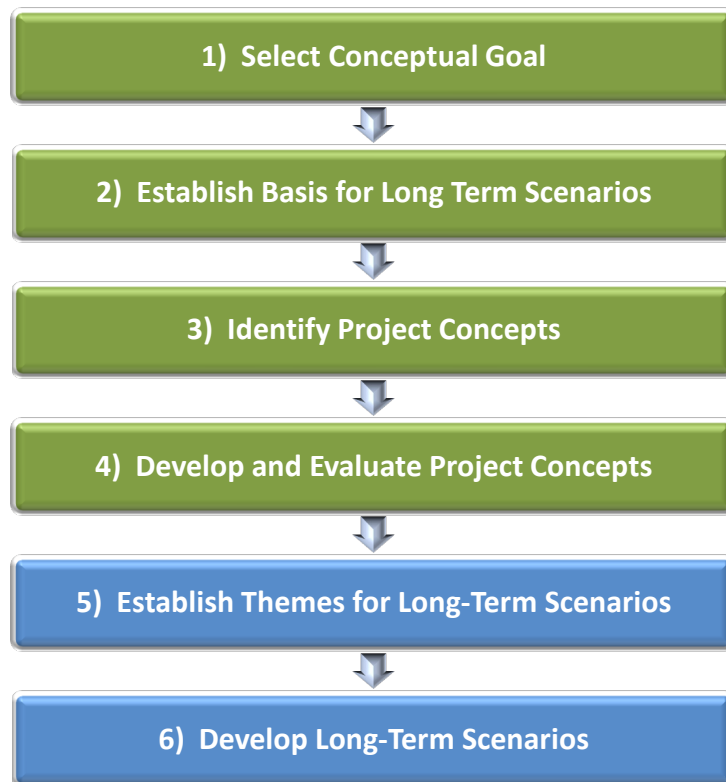 1) Select Conceptual Goal
2) Establish Basis for Long Term Scenarios
3) Identify Project Concepts
4) Develop and Evaluate Project Concepts
5) Establish Themes for Long-Term Scenarios
6) Develop Long-Term Scenarios